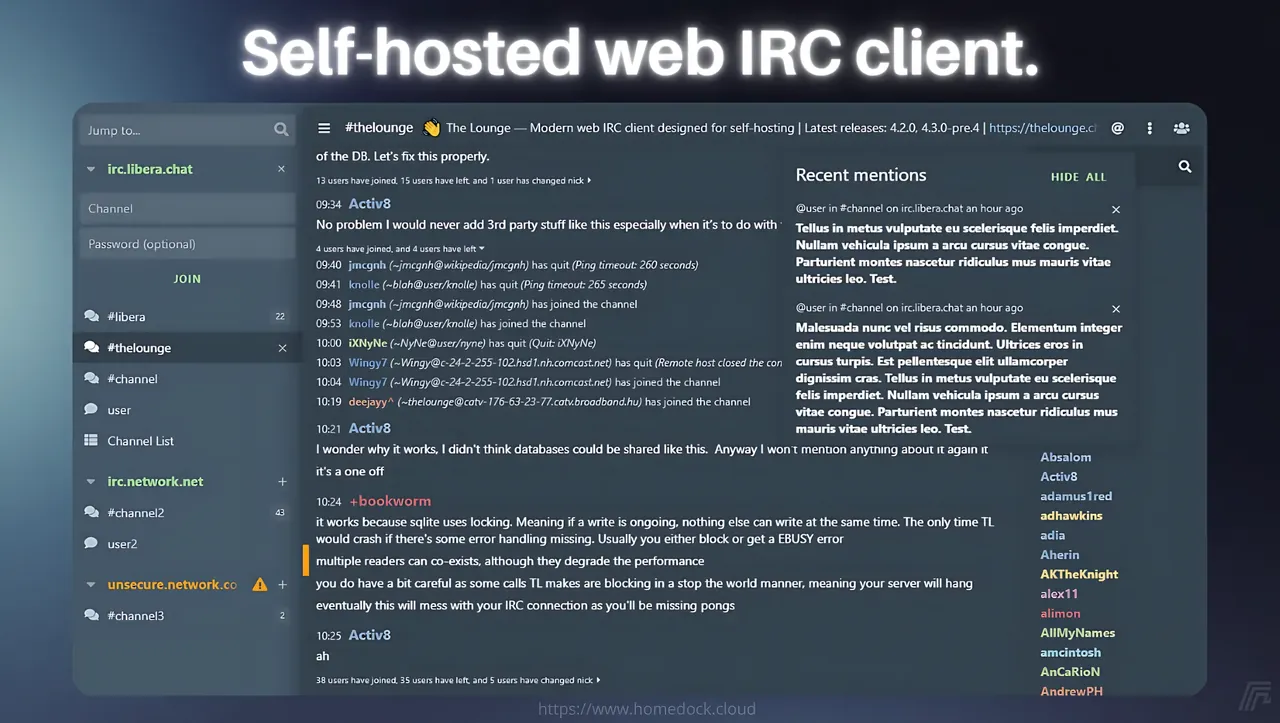 Self-hosted web IRC client.
Jump to...
irc.libera.chat
Channel
Password (optional)
JOIN
#libera 22
#thelounge
#channel
user
Channel List
irc.network.net
#channel2 43
user2
unsecure.network.co
#channel3 2
#thelounge 👋 The Lounge — Modern web IRC client designed for self-hosting | Latest releases: 4.2.0, 4.3.0-pre.4 | https://thelounge.c
of the DB. Let's fix this properly.
13 users have joined, 15 users have left, and 1 user has changed nick
09:34 Activ8
No problem I would never add 3rd party stuff like this especially when it's to do with
4 users have joined, and 4 users have left
09:40 jmcgnh (~jmcgnh@wikipedia/jmcgnh) has quit (Ping timeout: 260 seconds)
09:41 knolle (~blah@user/knolle) has quit (Ping timeout: 265 seconds)
09:48 jmcgnh (~jmcgnh@wikipedia/jmcgnh) has joined the channel
09:53 knolle (~blah@user/knolle) has joined the channel
10:00 iXNyNe (~NyNe@user/nyne) has quit (Quit: iXNyNe)
10:03 Wingy7 (~Wingy@c-24-2-255-102.hsd1.nh.comcast.net) has quit (Remote host closed the con
10:04 Wingy7 (~Wingy@c-24-2-255-102.hsd1.nh.comcast.net) has joined the channel
10:19 deejayy^ (~thelounge@catv-176-63-23-77.catv.broadband.hu) has joined the channel
10:21 Activ8
I wonder why it works, I didn't think databases could be shared like this. Anyway I won't mention anything about it again it
it's a one off
10:24 +bookworm
it works because sqlite uses locking. Meaning if a write is ongoing, nothing else can write at the same time. The only time TL
would crash if there's some error handling missing. Usually you either block or get a EBUSY error
multiple readers can co-exists, although they degrade the performance
you do have a bit careful as some calls TL makes are blocking in a stop the world manner, meaning your server will hang
eventually this will mess with your IRC connection as you'll be missing pongs
10:25 Activ8
ah
38 users have joined, 35 users have left, and 5 users have changed nick
Recent mentions HIDE ALL
@user in #channel on irc.libera.chat an hour ago
Tellus in metus vulputate eu scelerisque felis imperdiet.
Nullam vehicula ipsum a arcu cursus vitae congue.
Parturient montes nascetur ridiculus mus mauris vitae
ultricies leo. Test.
@user in #channel on irc.libera.chat an hour ago
Malesuada nunc vel risus commodo. Elementum integer
enim neque volutpat ac tincidunt. Ultrices eros in
cursus turpis. Est pellentesque elit ullamcorper
dignissim cras. Tellus in metus vulputate eu scelerisque
felis imperdiet. Nullam vehicula ipsum a arcu cursus
vitae congue. Parturient montes nascetur ridiculus mus
mauris vitae ultricies leo. Test.
Absalom
Activ8
adamus1red
adhawkins
adia
Aherin
AKTheKnight
alex11
alimon
AllMyNames
amcintosh
AnCaRioN
AndrewPH
https://www.homedock.cloud